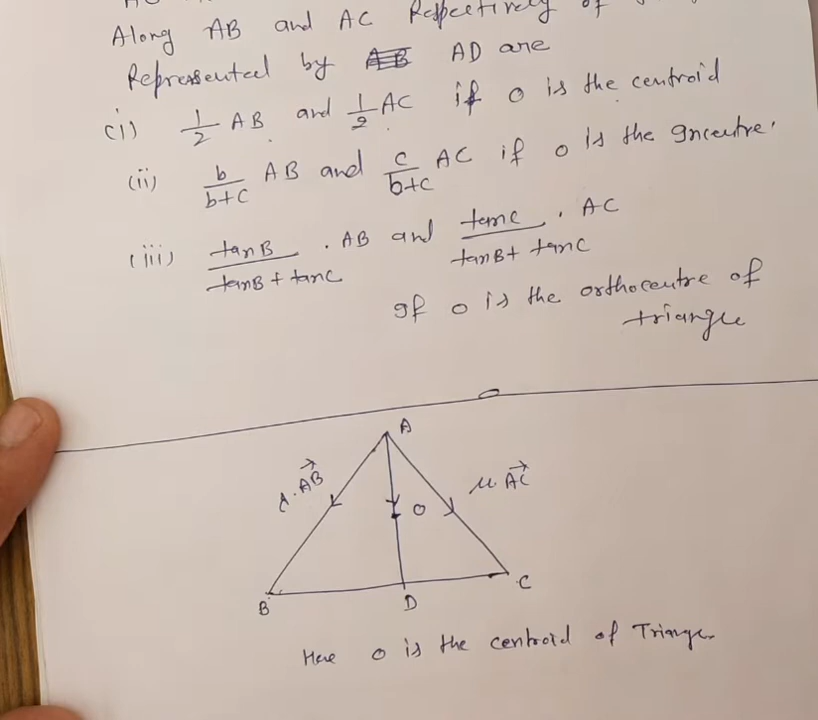 Along AB and AC Respectively of
Represented by AD are
(i) 1/2 AB and 1/2 AC if O is the centroid
(ii) b/b+c AB and c/b+c AC if O is the Incentre.
(iii) tanB/tanB + tanC . AB and tanC/tanB + tanC . AC
If O is the orthocentre of
triangle
A
λ.AB→
μ AC→
O
B
D
C
Here O is the centroid of Triange.